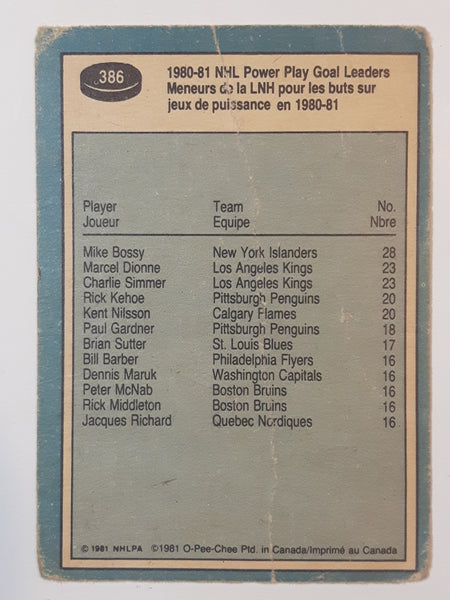 386
1980-81 NHL Power Play Goal Leaders
Meneurs de la LNH pour les buts sur
jeux de puissance en 1980-81
Player Team No.
Joueur Equipe Nbre
Mike Bossy New York Islanders 28
Marcel Dionne Los Angeles Kings 23
Charlie Simmer Los Angeles Kings 23
Rick Kehoe Pittsburgh Penguins 20
Kent Nilsson Calgary Flames 20
Paul Gardner Pittsburgh Penguins 18
Brian Sutter St. Louis Blues 17
Bill Barber Philadelphia Flyers 16
Dennis Maruk Washington Capitals 16
Peter McNab Boston Bruins 16
Rick Middleton Boston Bruins 16
Jacques Richard Quebec Nordiques 16
© 1981 NHLPA ©1981 O-Pee-Chee Ptd. in Canada/Imprimé au Canada